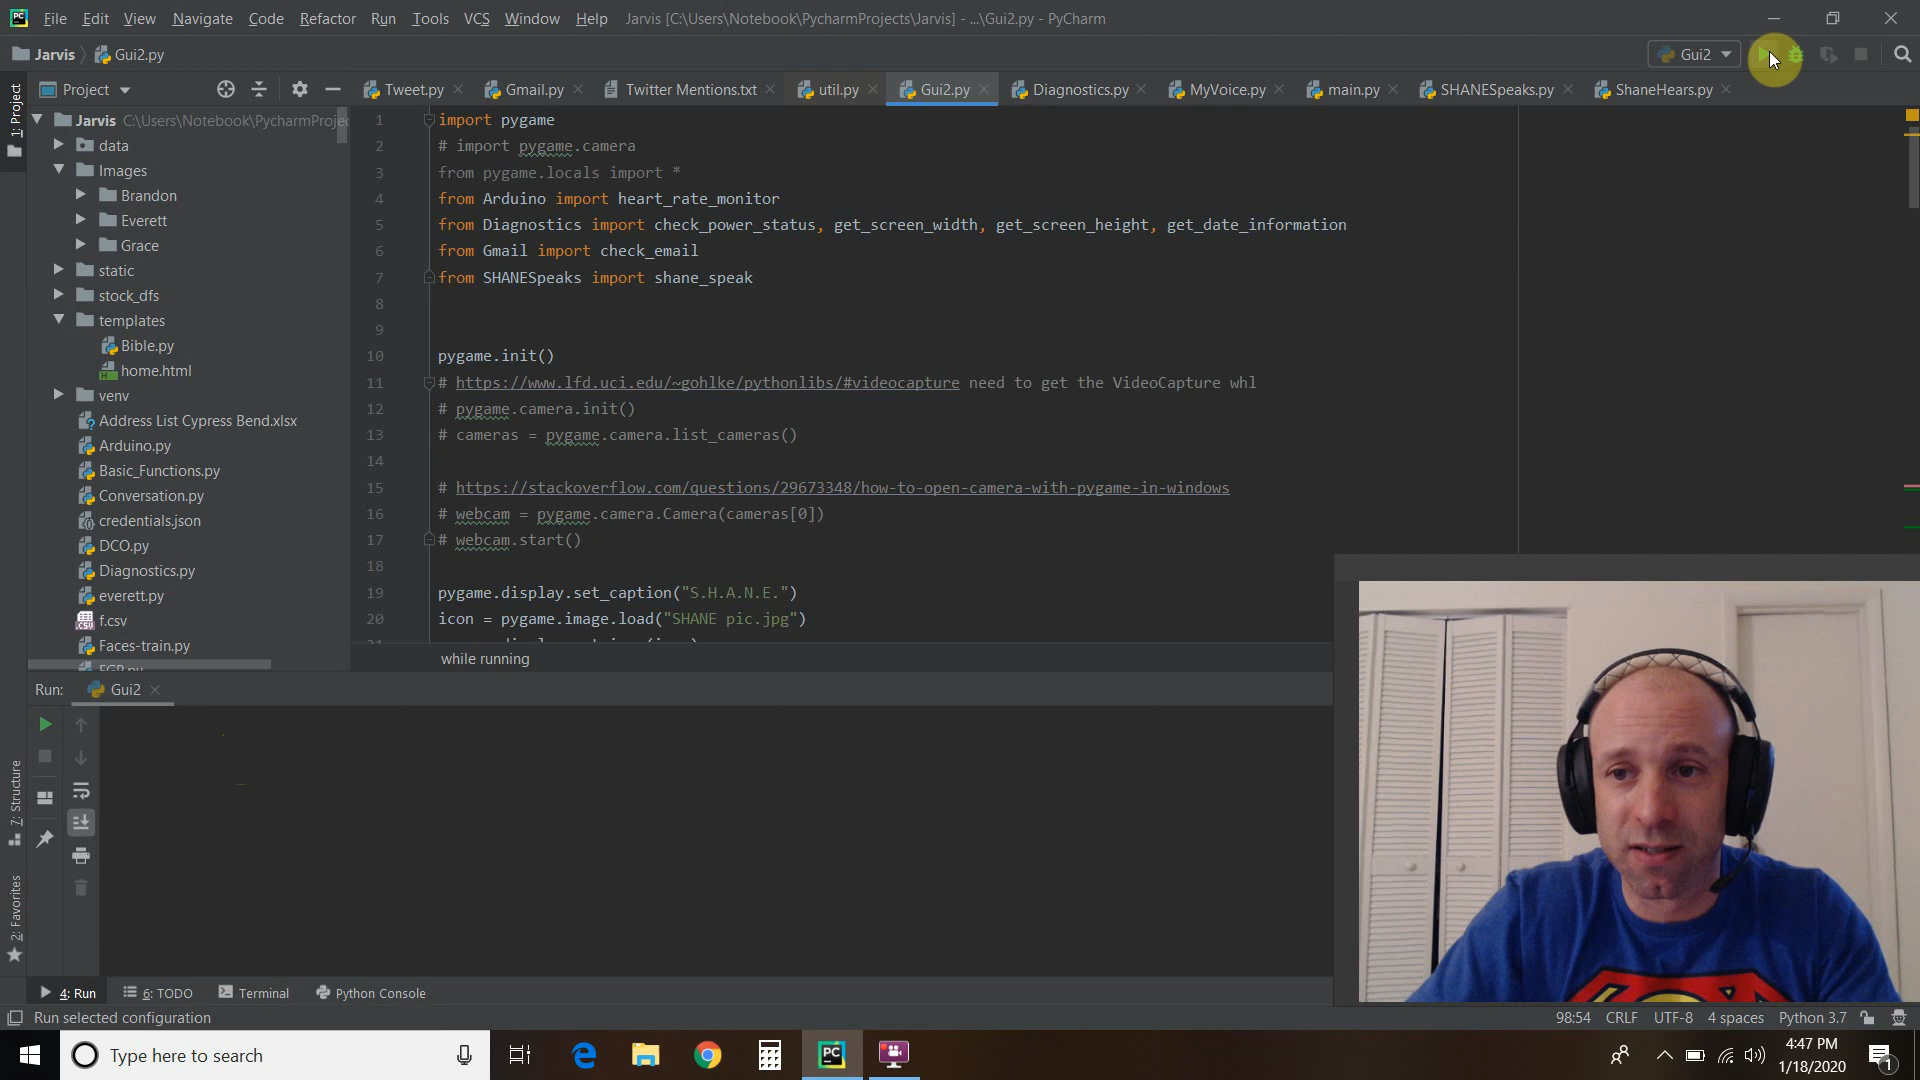 File Edit View Navigate Code Refactor Run Tools VCS Window Help Jarvis [C:\Users\Notebook\PycharmProjects\Jarvis] - ...\Gui2.py - PyCharm
Jarvis Gui2.py Gui2
1: Project
Project
Tweet.py Gmail.py Twitter Mentions.txt util.py Gui2.py Diagnostics.py MyVoice.py main.py SHANESpeaks.py ShaneHears.py
Jarvis C:\Users\Notebook\PycharmProje
data
Images
Brandon
Everett
Grace
static
stock_dfs
templates
Bible.py
home.html
venv
Address List Cypress Bend.xlsx
Arduino.py
Basic_Functions.py
Conversation.py
credentials.json
DCO.py
Diagnostics.py
everett.py
f.csv
Faces-train.py
1 import pygame
2 # import pygame.camera
3 from pygame.locals import *
4 from Arduino import heart_rate_monitor
5 from Diagnostics import check_power_status, get_screen_width, get_screen_height, get_date_information
6 from Gmail import check_email
7 from SHANESpeaks import shane_speak
8
9
10 pygame.init()
11 # https://www.lfd.uci.edu/~gohlke/pythonlibs/#videocapture need to get the VideoCapture whl
12 # pygame.camera.init()
13 # cameras = pygame.camera.list_cameras()
14
15 # https://stackoverflow.com/questions/29673348/how-to-open-camera-with-pygame-in-windows
16 # webcam = pygame.camera.Camera(cameras[0])
17 # webcam.start()
18
19 pygame.display.set_caption("S.H.A.N.E.")
20 icon = pygame.image.load("SHANE pic.jpg")
while running
Run: Gui2
7: Structure
2: Favorites
4: Run 6: TODO Terminal Python Console
Run selected configuration
98:54 CRLF UTF-8 4 spaces Python 3.7
Type here to search
4:47 PM
1/18/2020
1